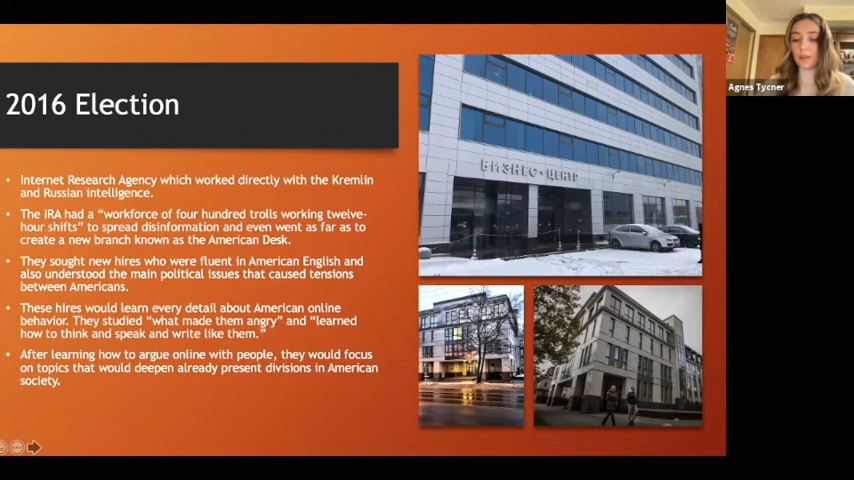 2016 Election
• Internet Research Agency which worked directly with the Kremlin
and Russian intelligence.
• The IRA had a “workforce of four hundred trolls working twelve-
hour shifts” to spread disinformation and even went as far as to
create a new branch known as the American Desk.
• They sought new hires who were fluent in American English and
also understood the main political issues that caused tensions
between Americans.
• These hires would learn every detail about American online
behavior. They studied “what made them angry” and “learned
how to think and speak and write like them.”
• After learning how to argue online with people, they would focus
on topics that would deepen already present divisions in American
society.
БИЗНЕС-ЦЕНТР
Agnes Tycner